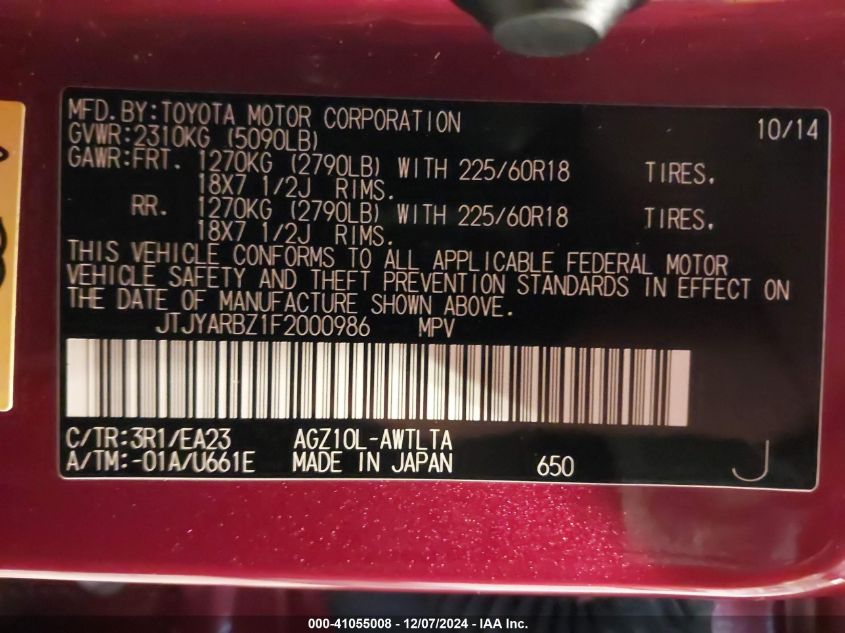 MFD.BY:TOYOTA MOTOR CORPORATION 10/14
GVWR:2310KG (5090LB)
GAWR:FRT. 1270KG (2790LB) WITH 225/60R18 TIRES.
18X7 1/2J RIMS.
RR. 1270KG (2790LB) WITH 225/60R18 TIRES.
18X7 1/2J RIMS.
THIS VEHICLE CONFORMS TO ALL APPLICABLE FEDERAL MOTOR
VEHICLE SAFETY AND THEFT PREVENTION STANDARDS IN EFFECT ON
THE DATE OF MANUFACTURE SHOWN ABOVE.
JTJYARBZ1F2000986 MPV
C/TR:3R1/EA23 AGZ10L-AWTLTA
A/TM:-01A/U661E MADE IN JAPAN 650 J
000-41055008 - 12/07/2024 - IAA Inc.